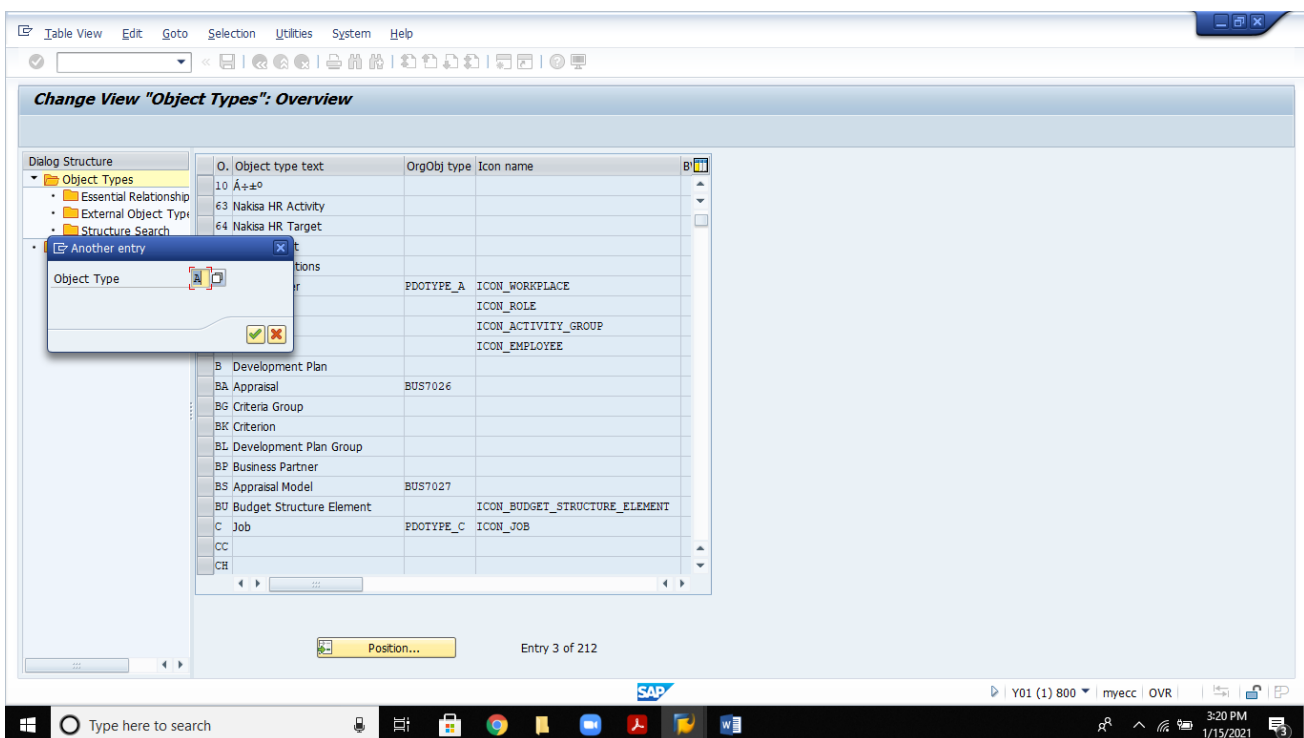 Table View Edit Goto Selection Utilities System Help
Change View "Object Types": Overview
Dialog Structure
Object Types
Essential Relationship
External Object Type
Structure Search
Another entry
Object Type A
O. Object type text OrgObj type Icon name
10 Á÷±º
63 Nakisa HR Activity
64 Nakisa HR Target
t
tions
r PDOTYPE_A ICON_WORKPLACE
ICON_ROLE
ICON_ACTIVITY_GROUP
ICON_EMPLOYEE
B Development Plan
BA Appraisal BUS7026
BG Criteria Group
BK Criterion
BL Development Plan Group
BP Business Partner
BS Appraisal Model BUS7027
BU Budget Structure Element ICON_BUDGET_STRUCTURE_ELEMENT
C Job PDOTYPE_C ICON_JOB
CC
CH
Position... Entry 3 of 212
SAP Y01 (1) 800 myecc OVR
Type here to search
3:20 PM
1/15/2021
3